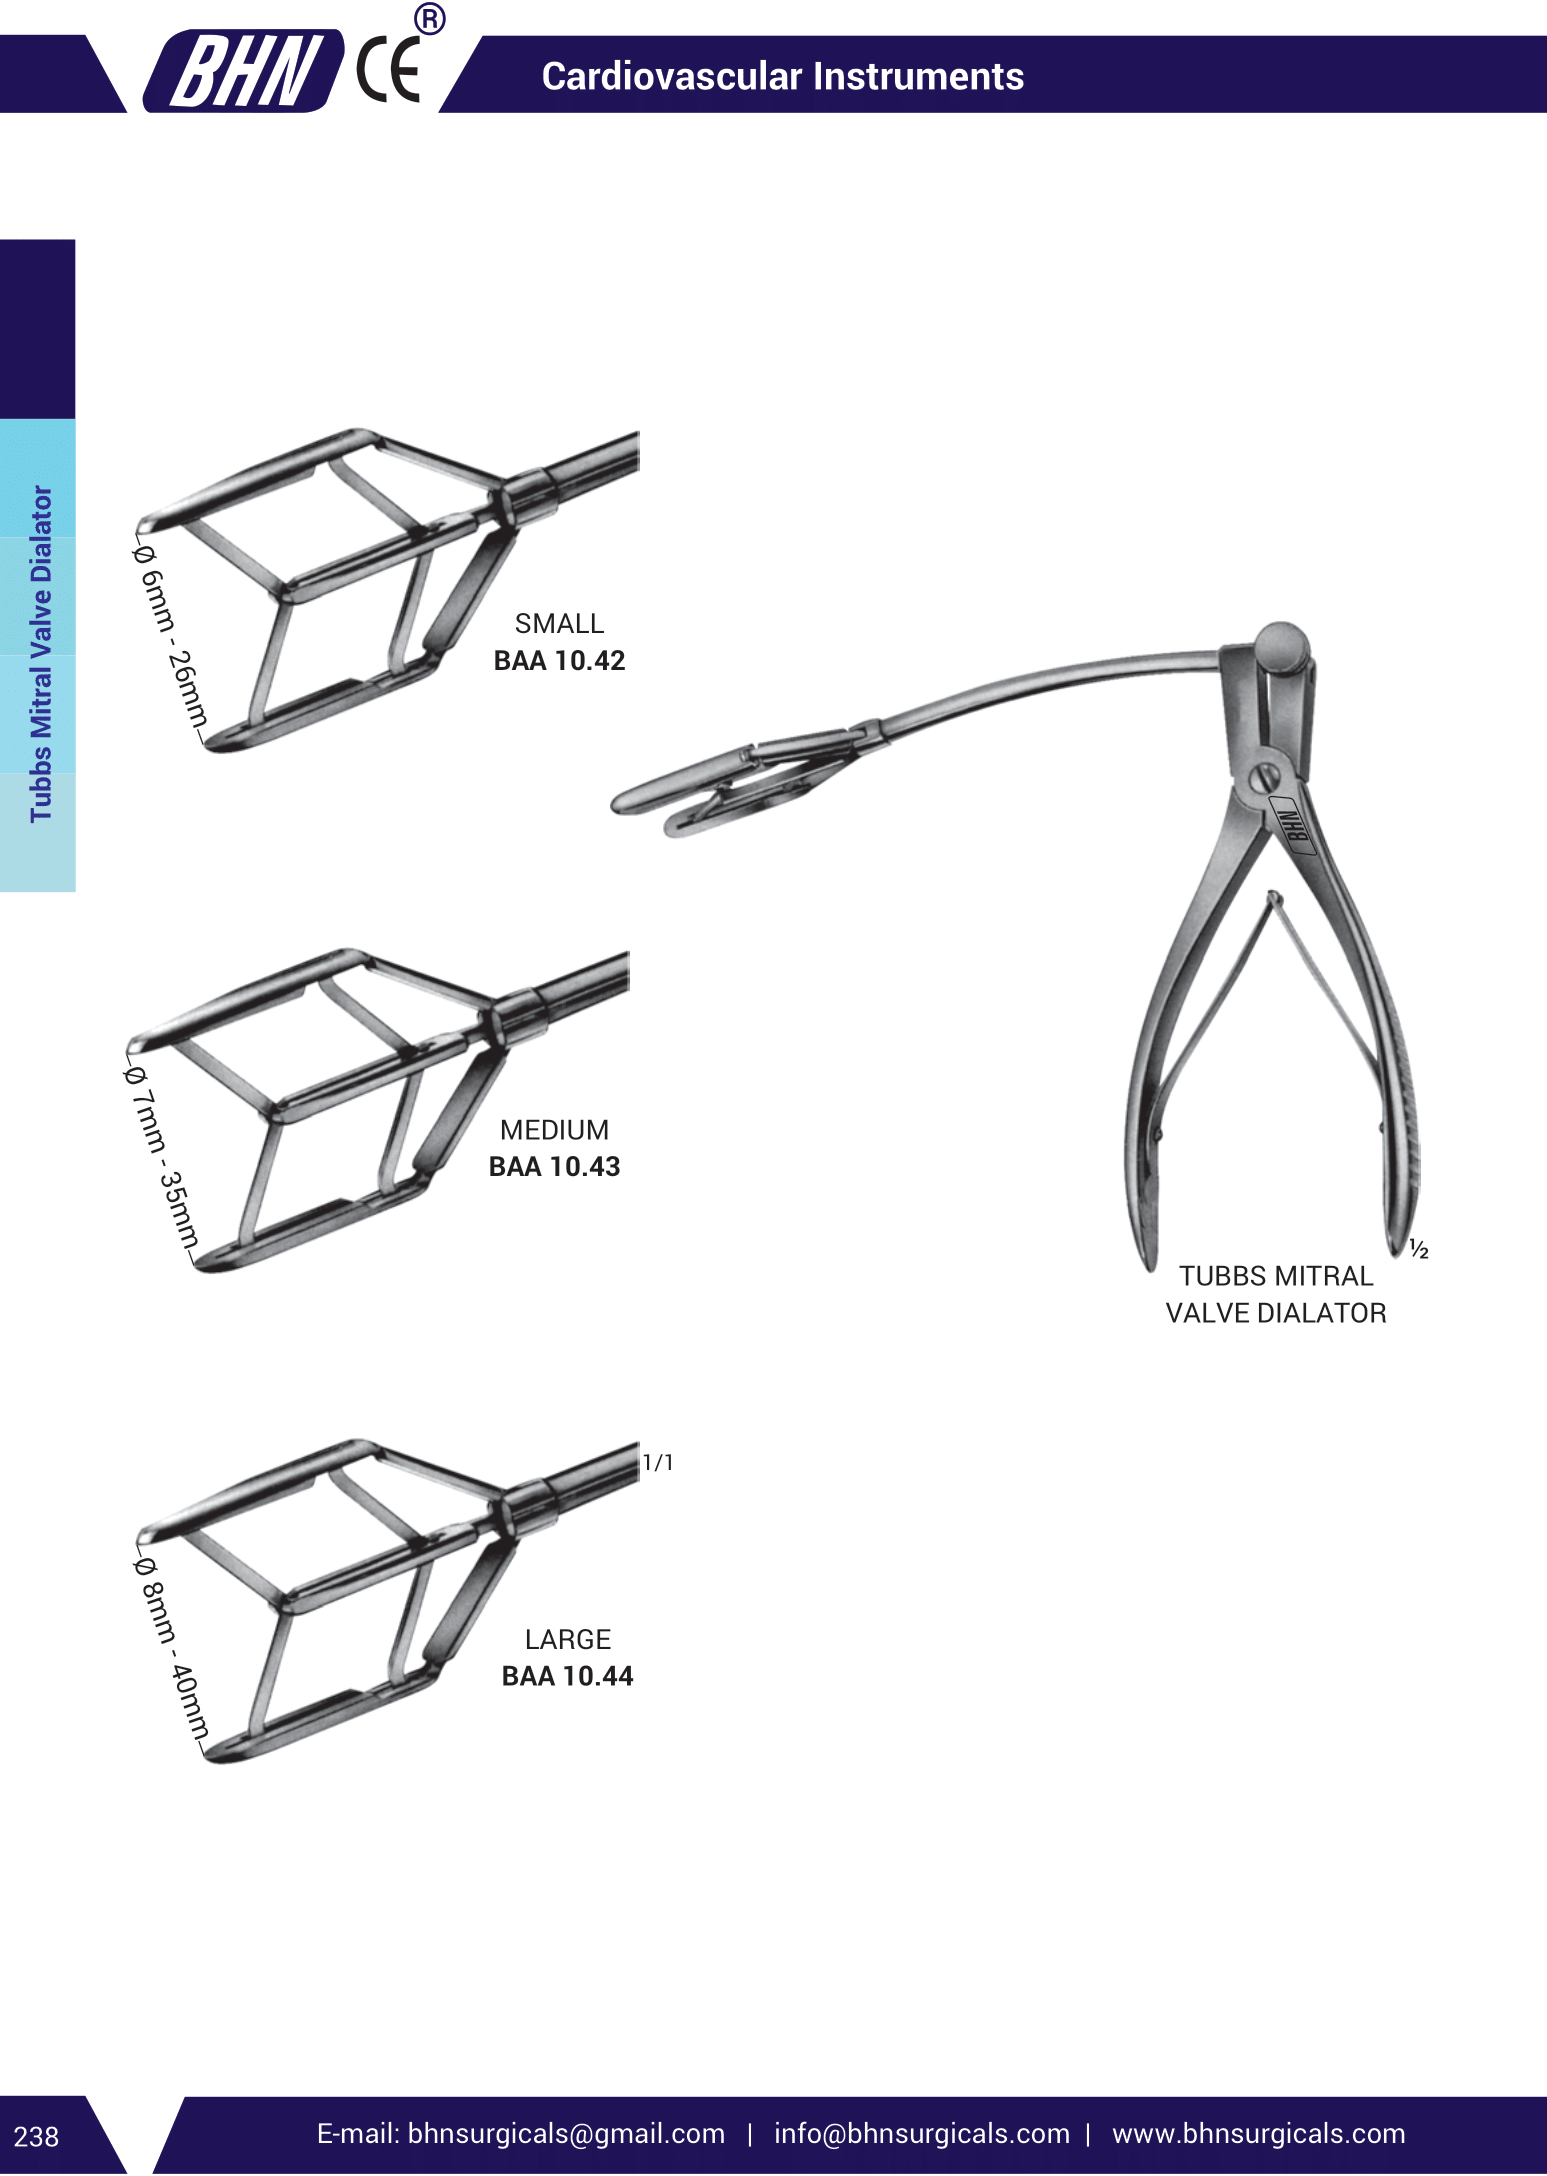 BHN CE ®
Cardiovascular Instruments
Tubbs Mitral Valve Dialator
Ø 6mm - 26mm
SMALL
BAA 10.42
BHN
Ø 7mm - 35mm
MEDIUM
BAA 10.43
½
TUBBS MITRAL
VALVE DIALATOR
1/1
Ø 8mm - 40mm
LARGE
BAA 10.44
238
E-mail: bhnsurgicals@gmail.com | info@bhnsurgicals.com | www.bhnsurgicals.com